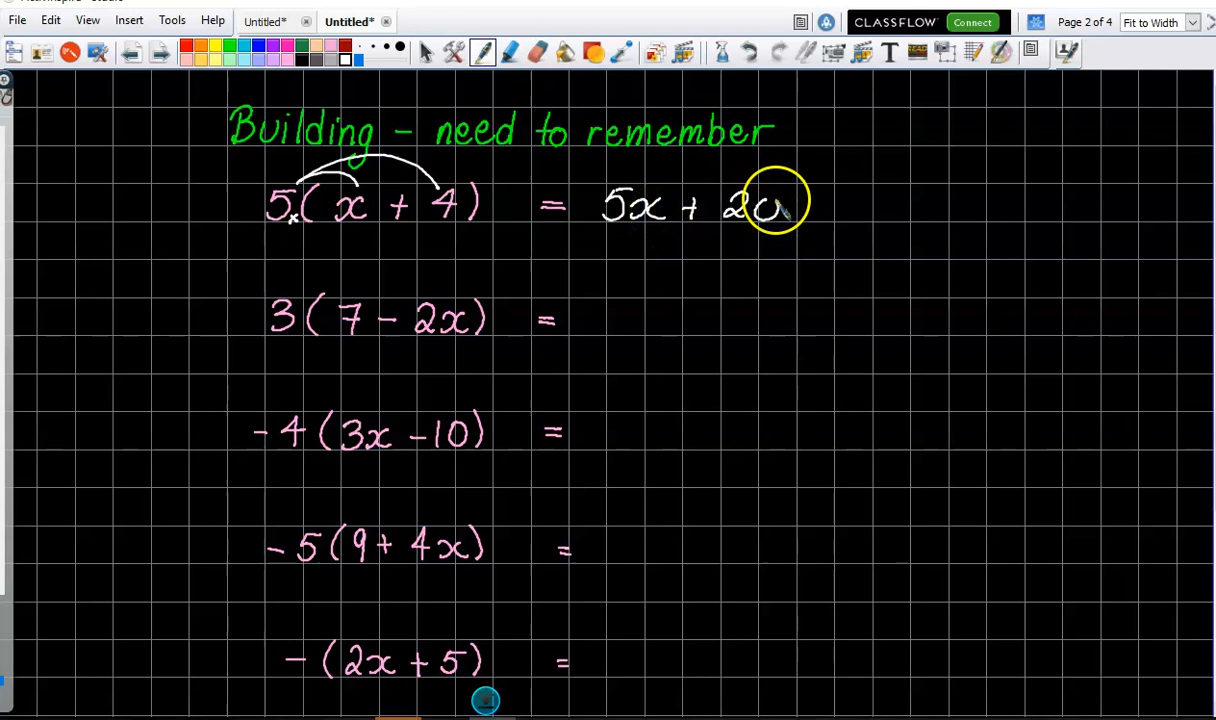 File Edit View Insert Tools Help
Untitled* Untitled*
CLASSFLOW Connect
Page 2 of 4 Fit to Width
Building - need to remember
5×( x + 4) = 5x + 20
3( 7 - 2x) =
-4(3x - 10) =
-5(9 + 4x) =
-(2x + 5) =